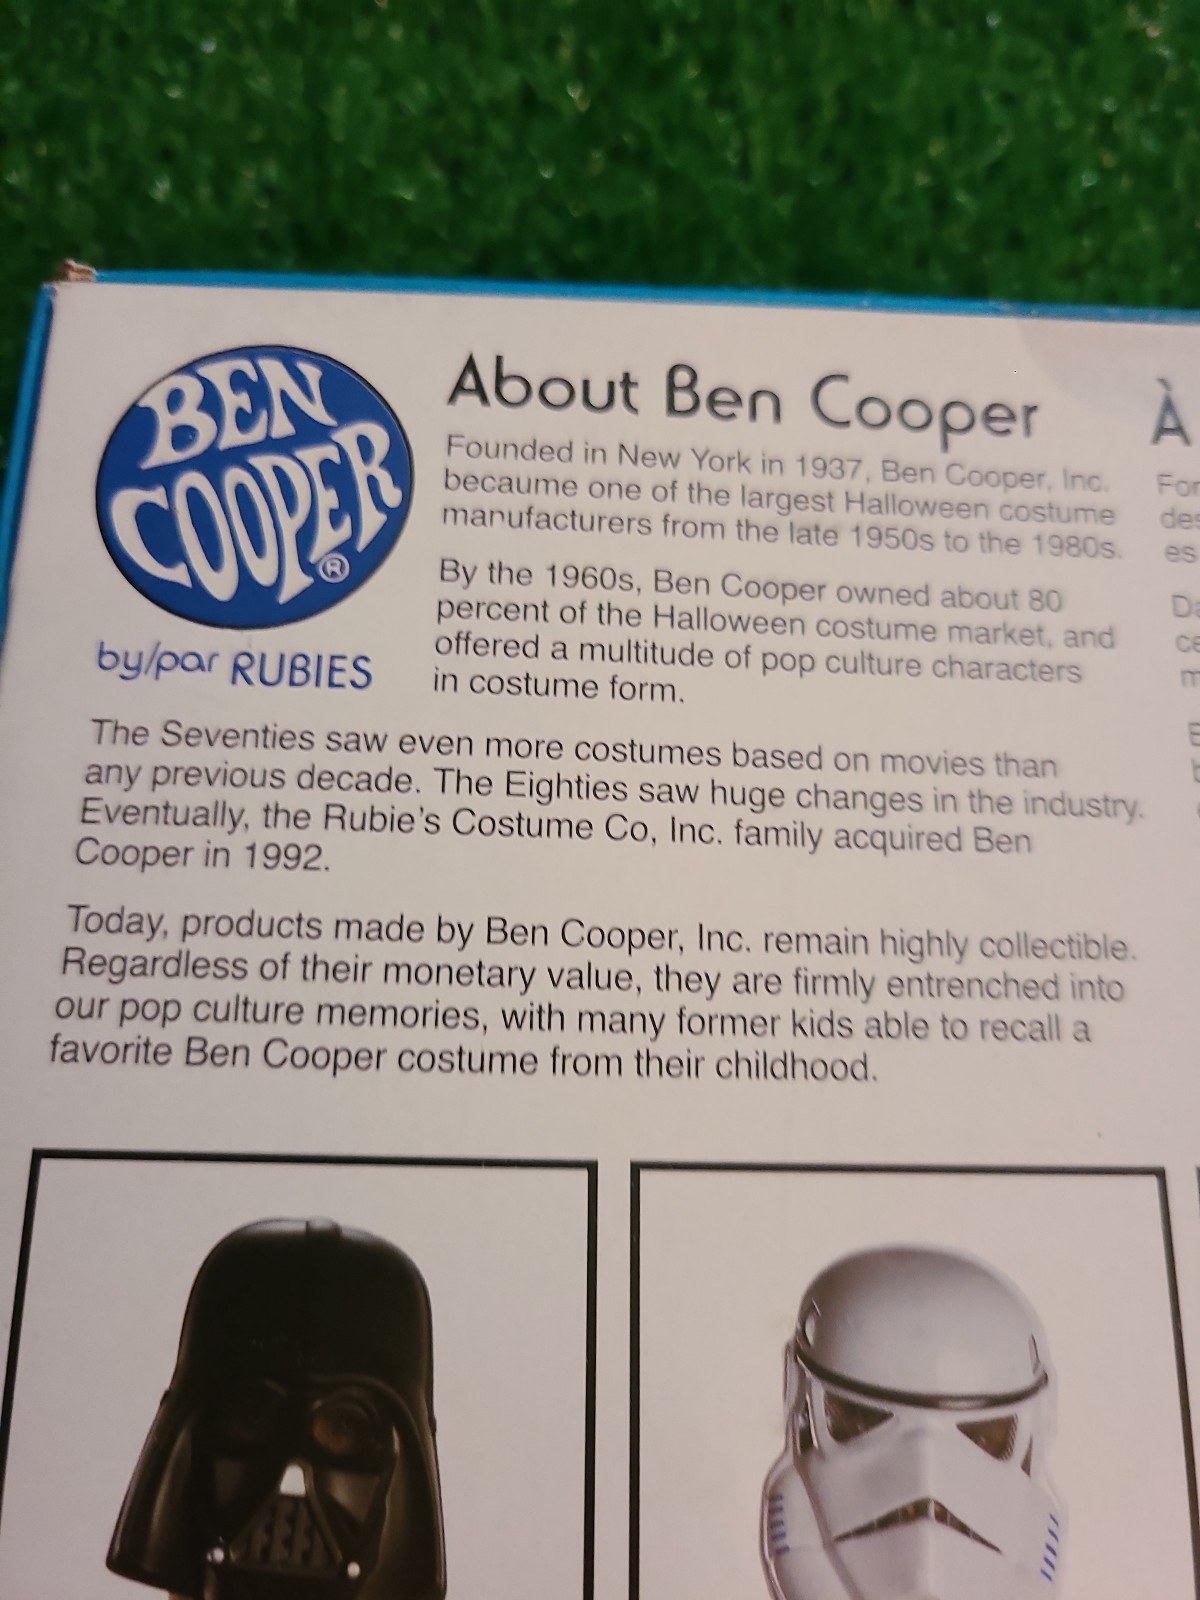 BEN
COOPER®
by/par RUBIES
About Ben Cooper
Founded in New York in 1937, Ben Cooper, Inc.
becaume one of the largest Halloween costume
manufacturers from the late 1950s to the 1980s.
By the 1960s, Ben Cooper owned about 80
percent of the Halloween costume market, and
offered a multitude of pop culture characters
in costume form.
The Seventies saw even more costumes based on movies than
any previous decade. The Eighties saw huge changes in the industry.
Eventually, the Rubie's Costume Co, Inc. family acquired Ben
Cooper in 1992.
Today, products made by Ben Cooper, Inc. remain highly collectible.
Regardless of their monetary value, they are firmly entrenched into
our pop culture memories, with many former kids able to recall a
favorite Ben Cooper costume from their childhood.
À